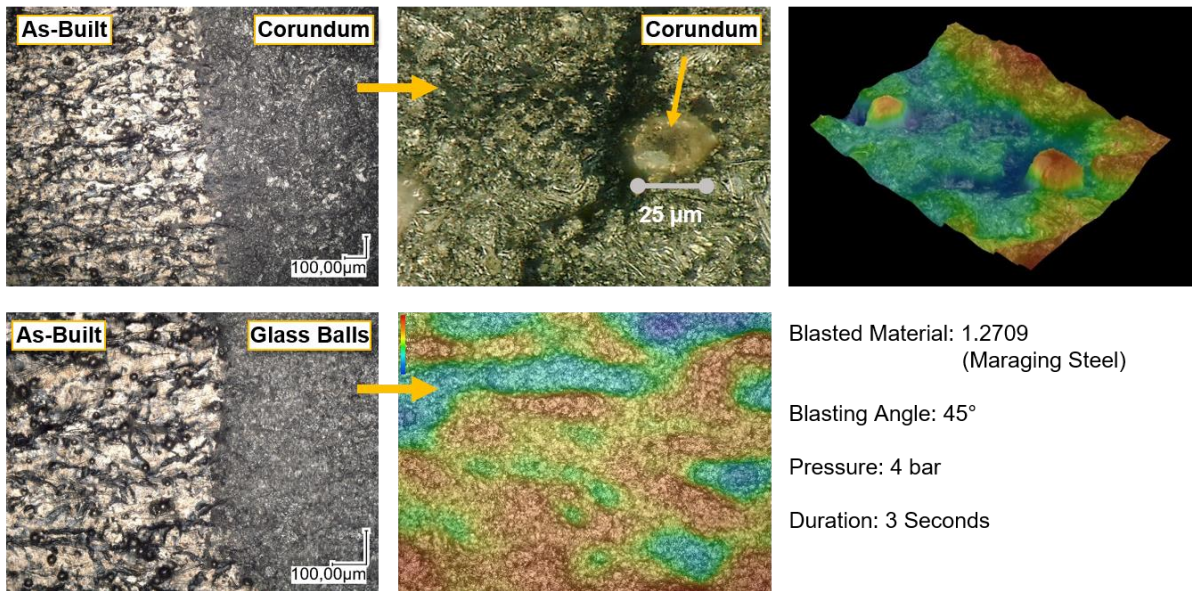 As-Built
Corundum
100,00µm
Corundum
25 µm
As-Built
Glass Balls
100,00µm
Blasted Material: 1.2709
(Maraging Steel)
Blasting Angle: 45°
Pressure: 4 bar
Duration: 3 Seconds